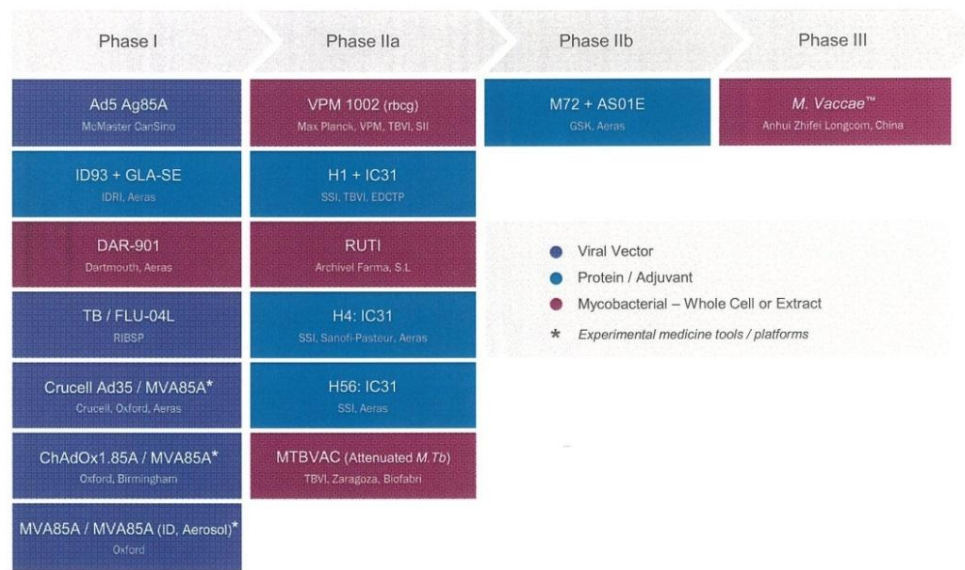 Phase I
Phase IIa
Phase IIb
Phase III
Ad5 Ag85A
McMaster CanSino
VPM 1002 (rbcg)
Max Planck, VPM, TBVI, SII
M72 + AS01E
GSK, Aeras
M. Vaccae™
Anhui Zhifei Longcom, China
ID93 + GLA-SE
IDRI, Aeras
H1 + IC31
SSI, TBVI, EDCTP
DAR-901
Dartmouth, Aeras
RUTI
Archivel Farma, S.L
Viral Vector
Protein / Adjuvant
Mycobacterial – Whole Cell or Extract
* Experimental medicine tools / platforms
TB / FLU-04L
RIBSP
H4: IC31
SSI, Sanofi-Pasteur, Aeras
Crucell Ad35 / MVA85A*
Crucell, Oxford, Aeras
H56: IC31
SSI, Aeras
ChAdOx1.85A / MVA85A*
Oxford, Birmingham
MTBVAC (Attenuated M.Tb)
TBVI, Zaragoza, Biofabri
MVA85A / MVA85A (ID, Aerosol)*
Oxford